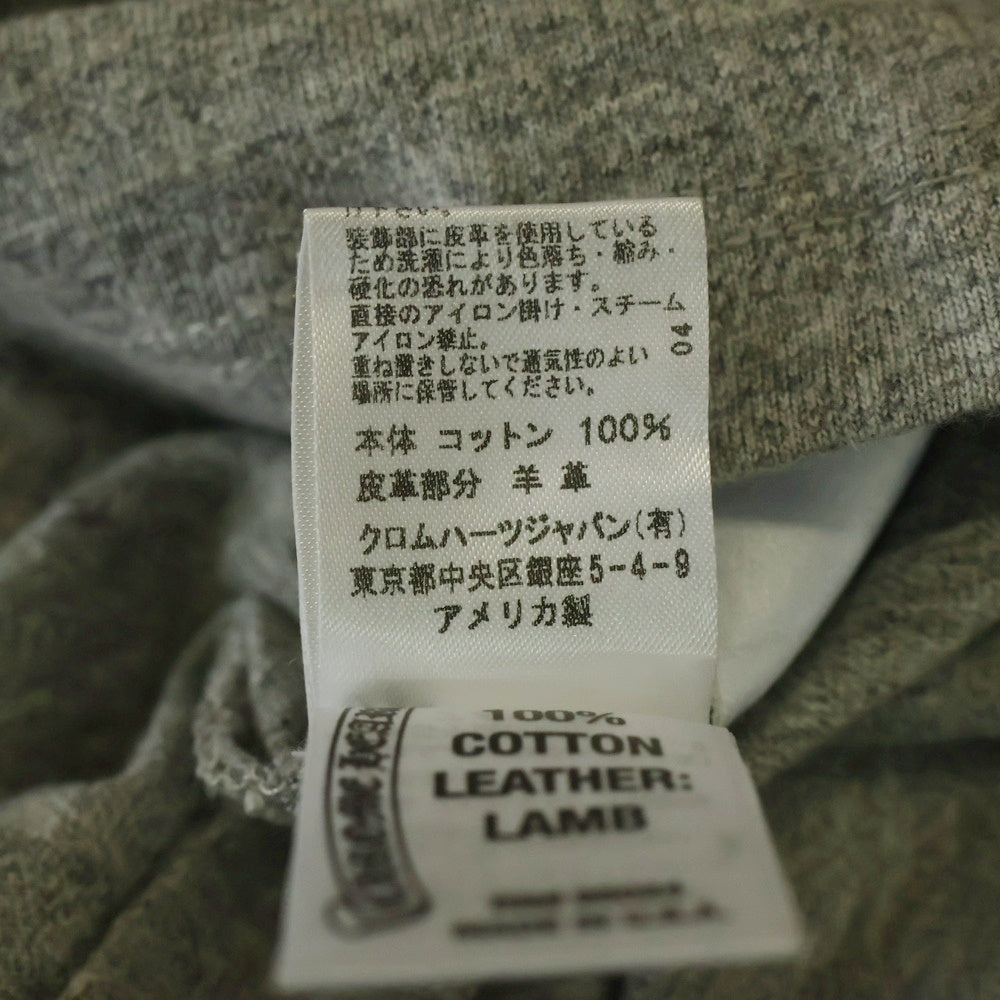 装飾部に皮革を使用している
ため洗濯により色落ち・縮み・
硬化の恐れがあります。
直接のアイロン掛け・スチーム
アイロン禁止。
重ね置きしないで通気性のよい
場所に保管してください。
04
本体 コットン 100%
皮革部分 羊革
クロムハーツジャパン(有)
東京都中央区銀座5-4-9
アメリカ製
100%
COTTON
LEATHER:
LAMB
MADE IN U.S.A.